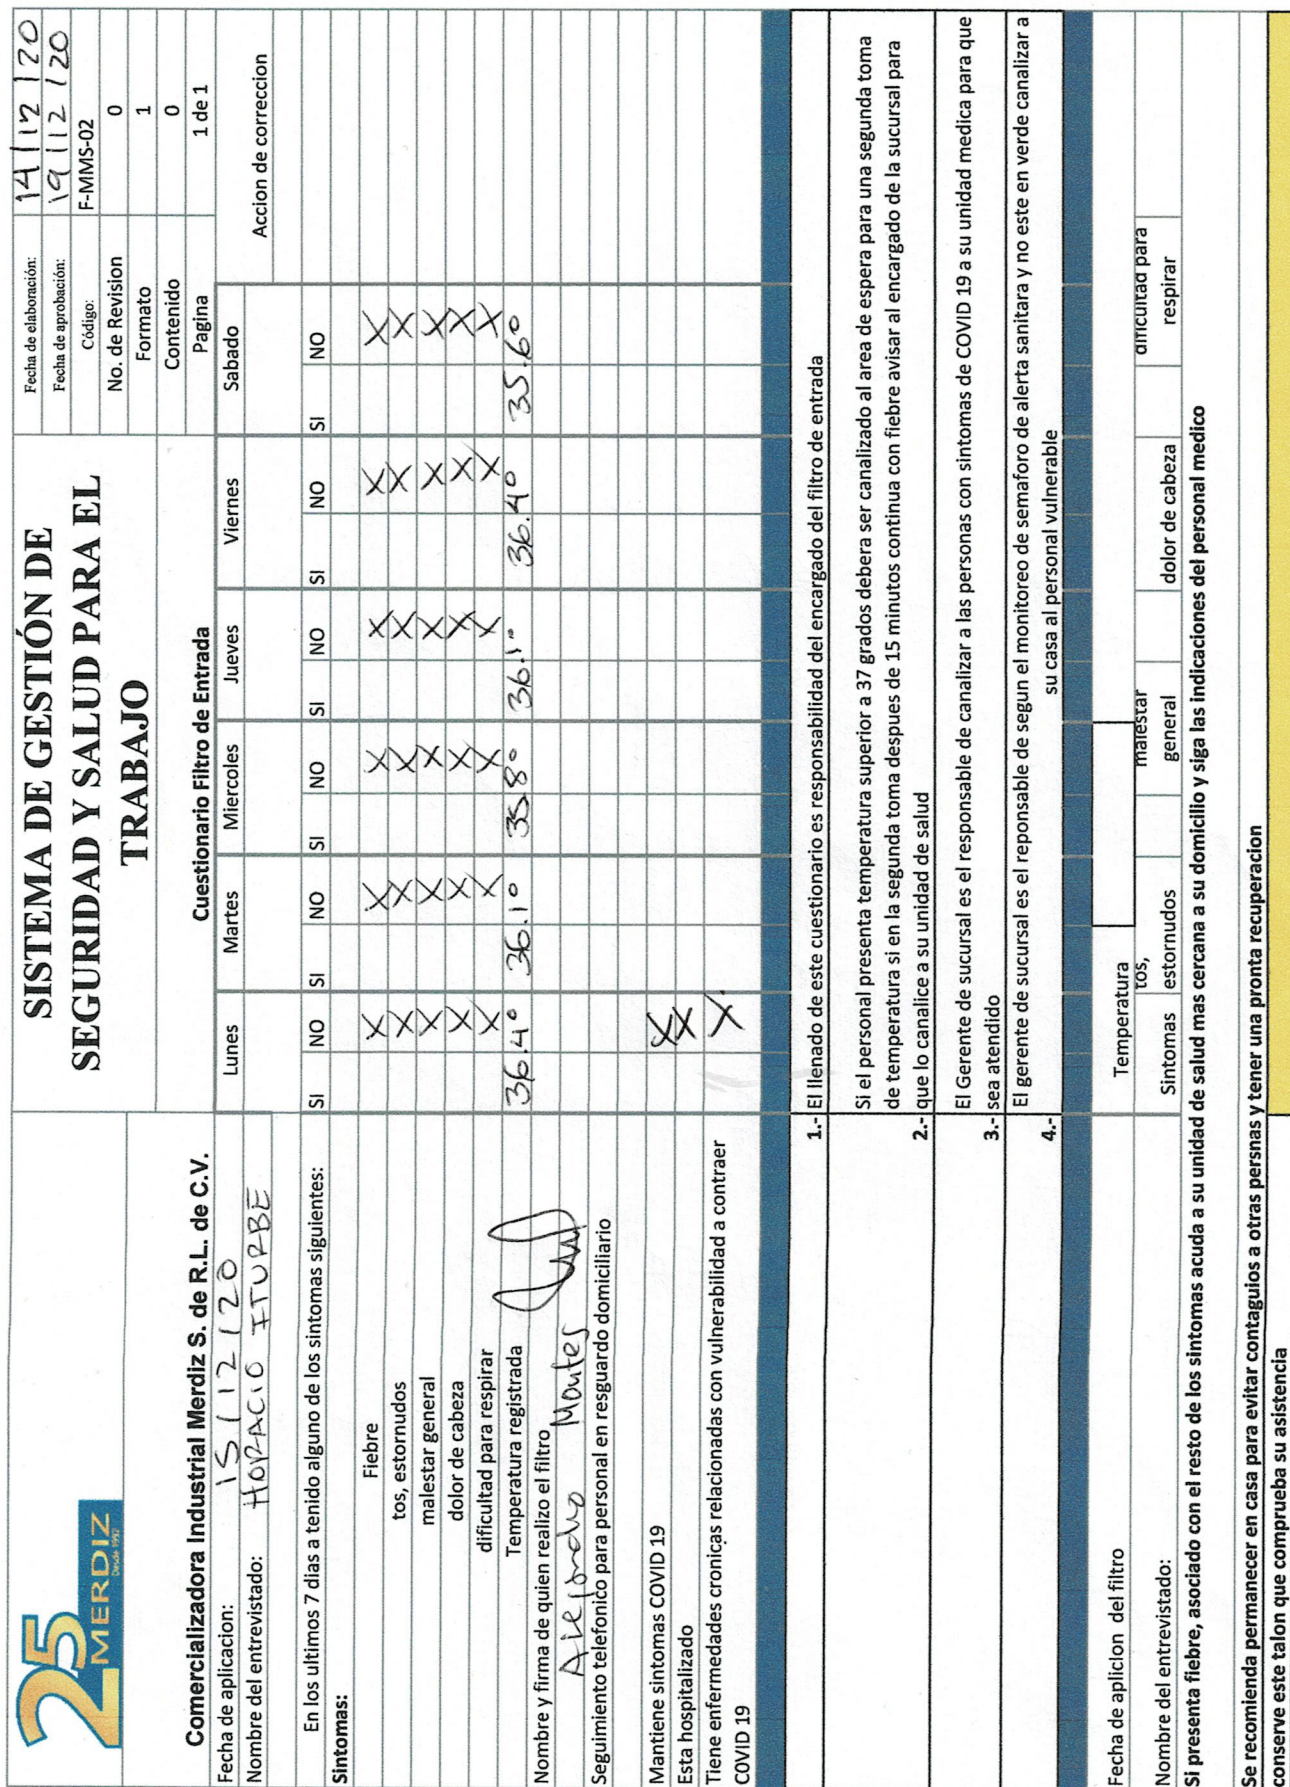 25
MERDIZ
Desde 1992
SISTEMA DE GESTIÓN DE
SEGURIDAD Y SALUD PARA EL
TRABAJO
Fecha de elaboración: 14/12/20
Fecha de aprobación: 19/12/20
Código: F-MMS-02
No. de Revision 0
Formato 1
Contenido 0
Pagina 1 de 1
Comercializadora Industrial Merdiz S. de R.L. de C.V.
Cuestionario Filtro de Entrada
Fecha de aplicacion: 15/12/20
Nombre del entrevistado: HORACIO ITURBE
Lunes Martes Miercoles Jueves Viernes Sabado Accion de correccion
En los ultimos 7 dias a tenido alguno de los sintomas siguientes: SI NO SI NO SI NO SI NO SI NO SI NO
Sintomas:
Fiebre X X X X X X
tos, estornudos X X X X X X
malestar general X X X X X X
dolor de cabeza X X X X X X
dificultad para respirar X X X X X X
Temperatura registrada 36.4° 36.1° 35.8° 36.1° 36.4° 35.6°
Nombre y firma de quien realizo el filtro
Alejandro Montes
Seguimiento telefonico para personal en resguardo domiciliario
Mantiene sintomas COVID 19 X
Esta hospitalizado X
Tiene enfermedades cronicas relacionadas con vulnerabilidad a contraer X
COVID 19
1.- El llenado de este cuestionario es responsabilidad del encargado del filtro de entrada
Si el personal presenta temperatura superior a 37 grados debera ser canalizado al area de espera para una segunda toma
de temperatura si en la segunda toma despues de 15 minutos continua con fiebre avisar al encargado de la sucursal para
2.- que lo canalice a su unidad de salud
El Gerente de sucursal es el responsable de canalizar a las personas con sintomas de COVID 19 a su unidad medica para que
3.- sea atendido
El gerente de sucursal es el reponsable de segun el monitoreo de semaforo de alerta sanitara y no este en verde canalizar a
4.- su casa al personal vulnerable
Fecha de aplicion del filtro Temperatura
Nombre del entrevistado: Sintomas tos, estornudos malestar general dolor de cabeza dificultad para respirar
Si presenta fiebre, asociado con el resto de los sintomas acuda a su unidad de salud mas cercana a su domicilio y siga las indicaciones del personal medico
Se recomienda permanecer en casa para evitar contaguios a otras persnas y tener una pronta recuperacion
conserve este talon que comprueba su asistencia